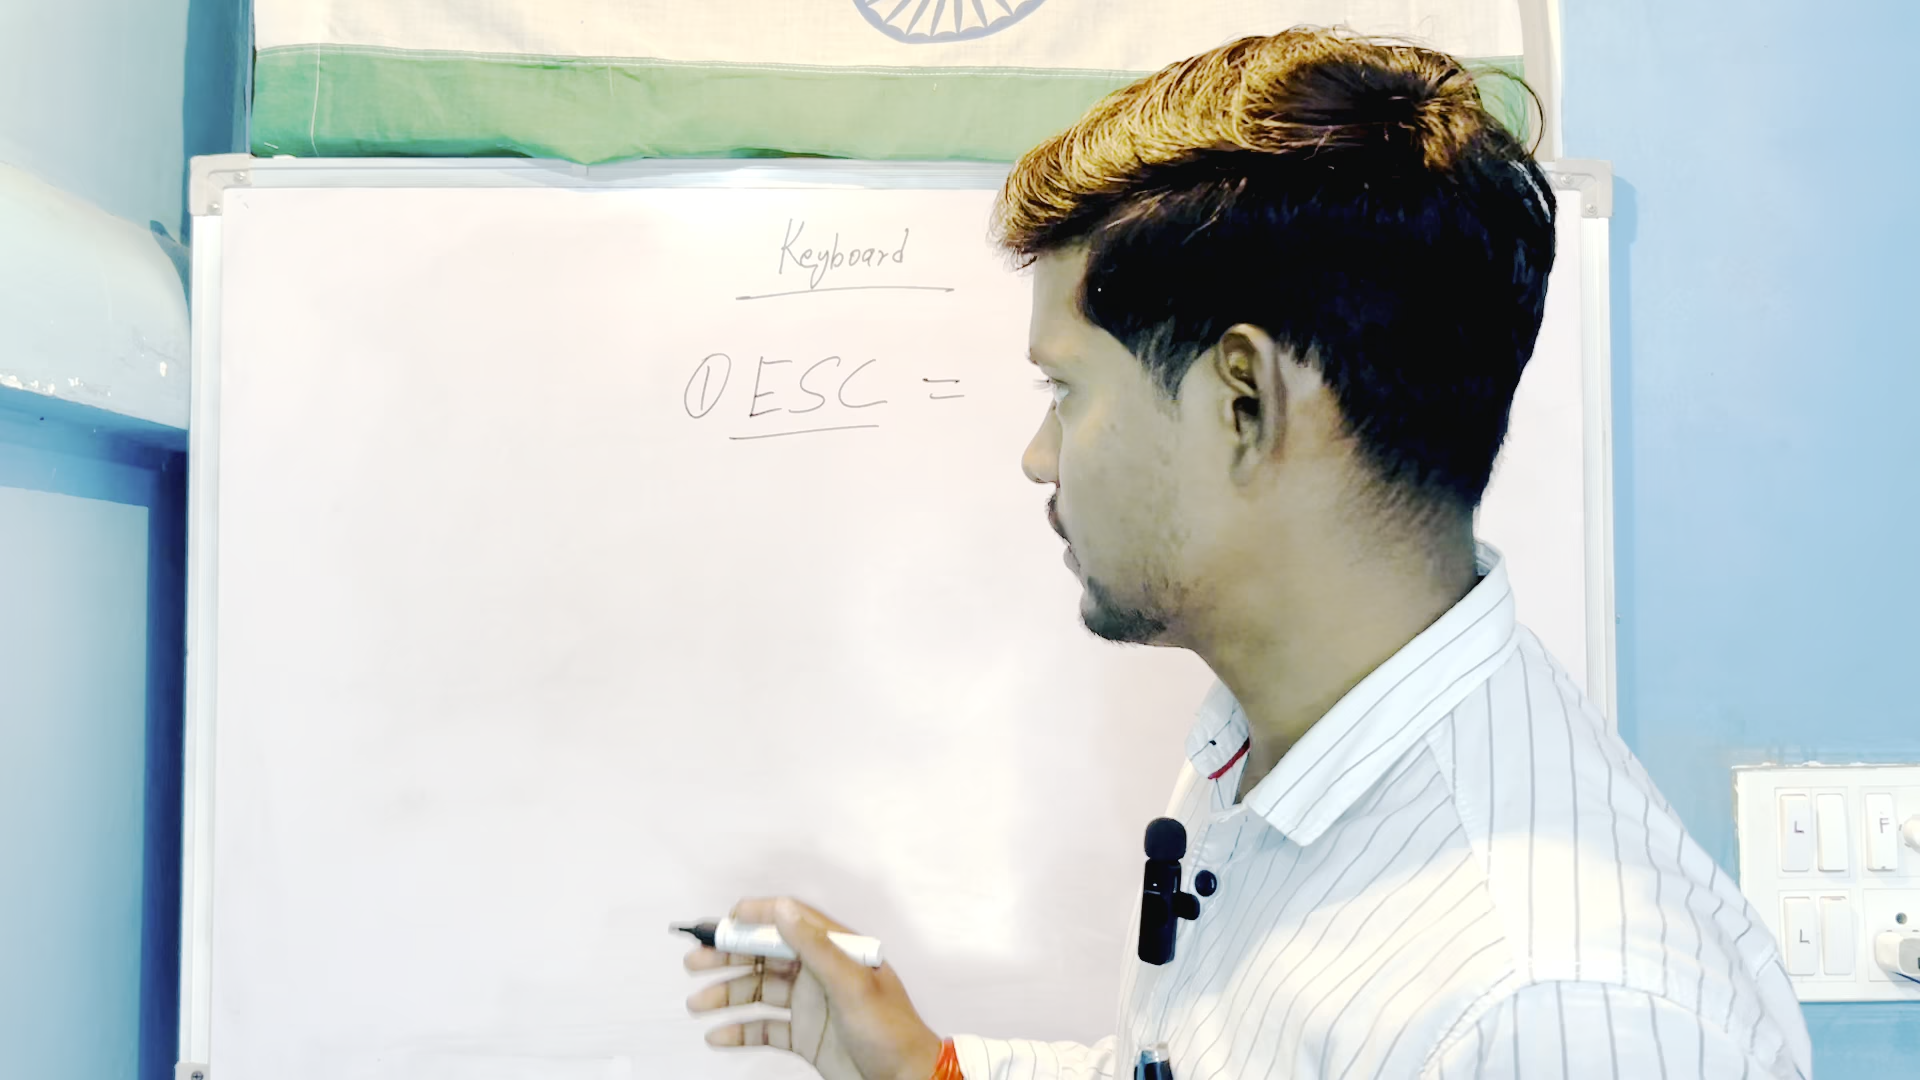 Keyboard
① ESC =
L F
L